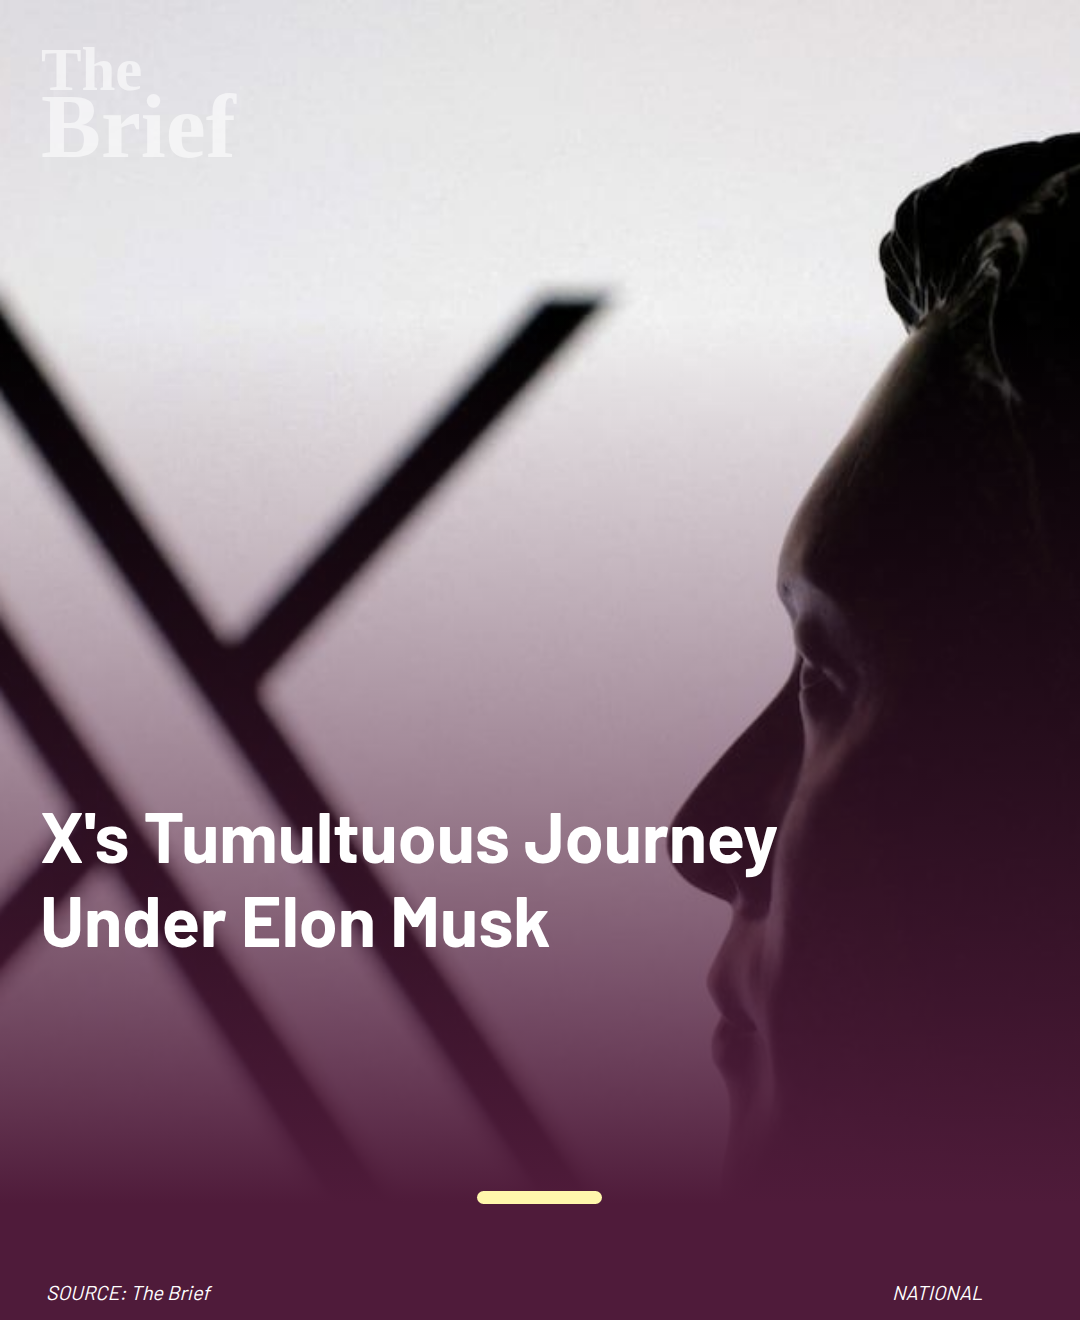 The
Brief
X's Tumultuous Journey
Under Elon Musk
SOURCE: The Brief
NATIONAL